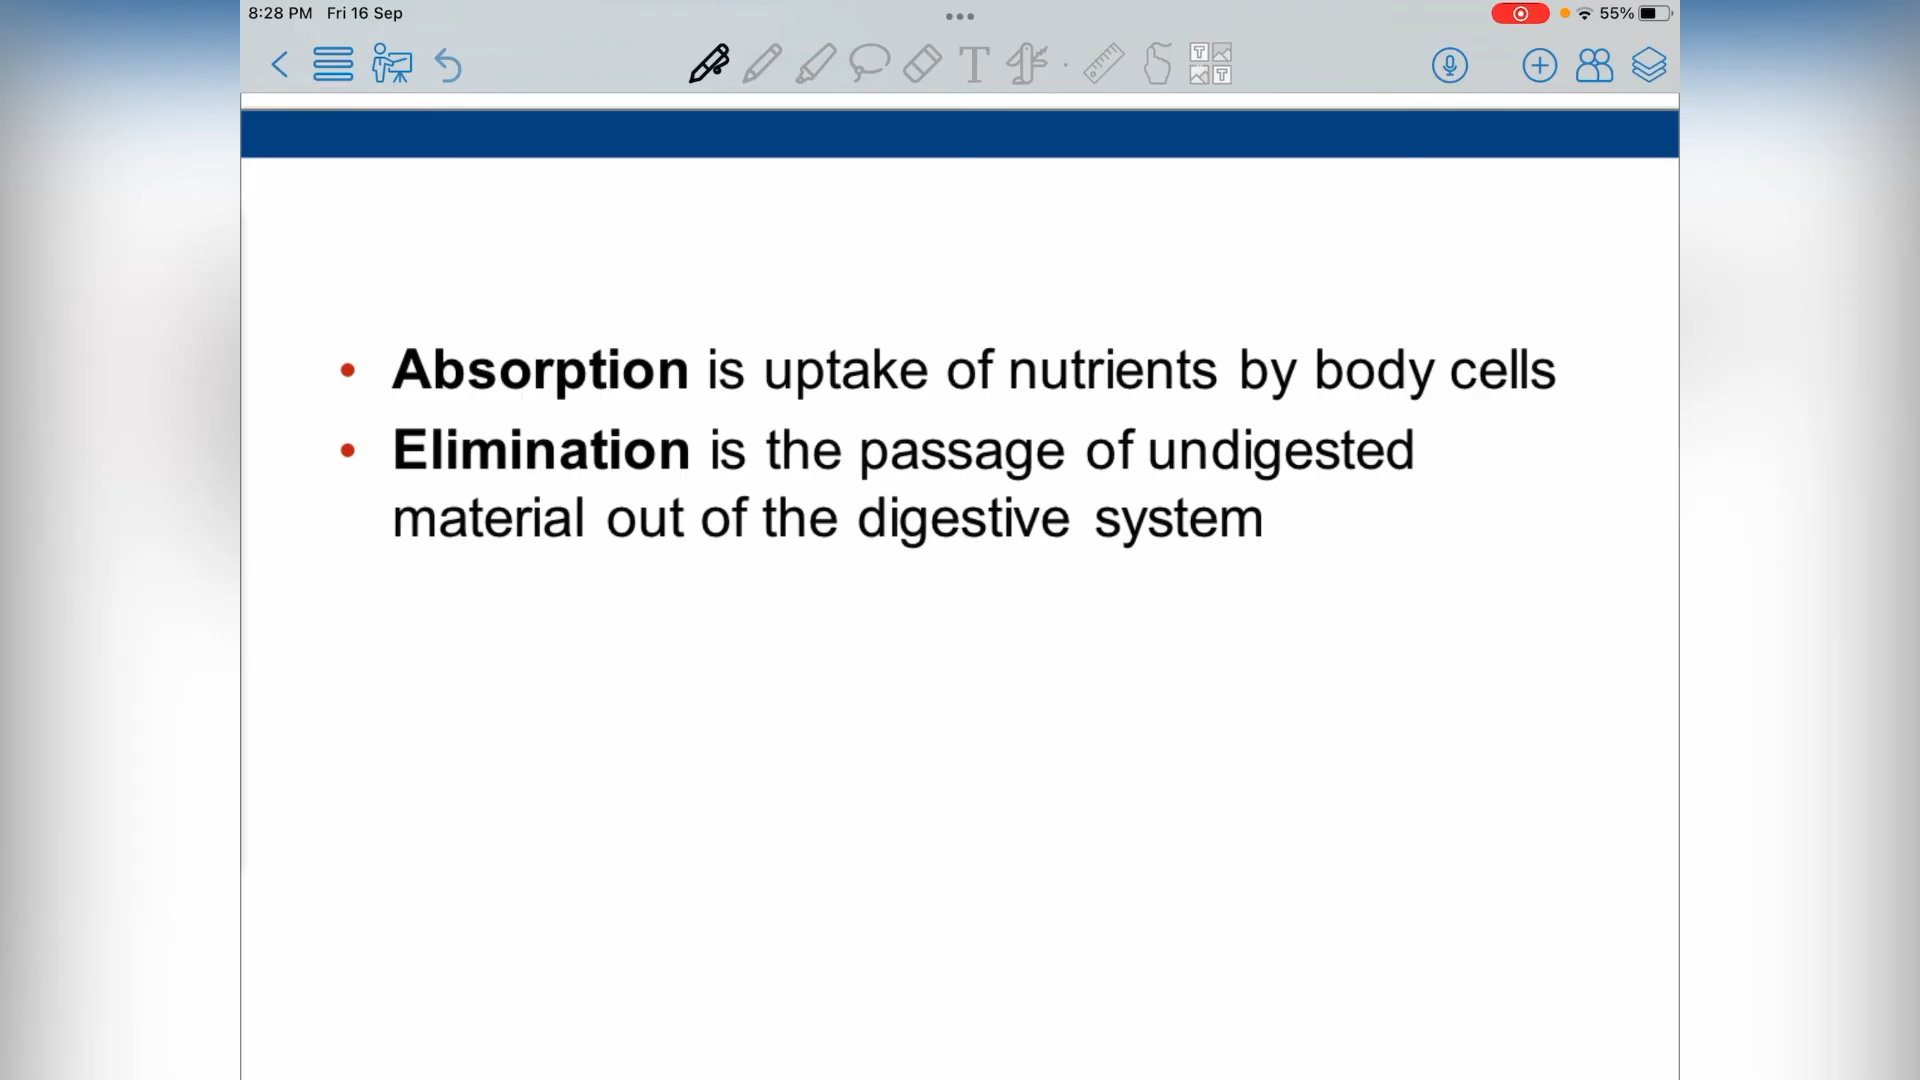 8:28 PM Fri 16 Sep
55%
• Absorption is uptake of nutrients by body cells
• Elimination is the passage of undigested
material out of the digestive system